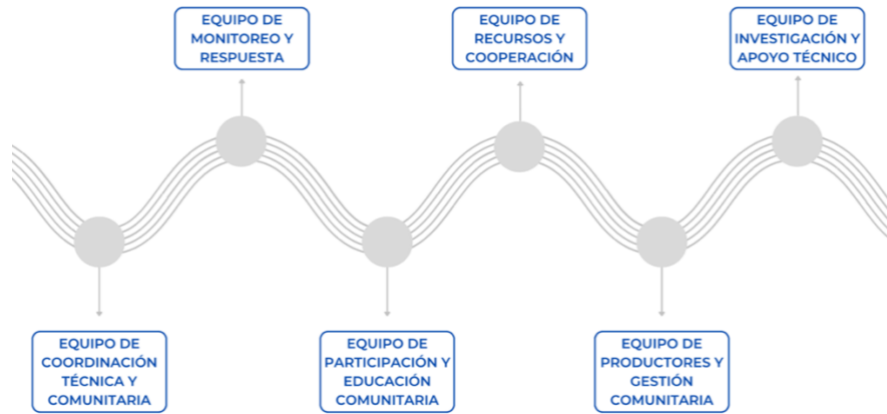 EQUIPO DE
MONITOREO Y
RESPUESTA
EQUIPO DE
RECURSOS Y
COOPERACIÓN
EQUIPO DE
INVESTIGACIÓN Y
APOYO TÉCNICO
EQUIPO DE
COORDINACIÓN
TÉCNICA Y
COMUNITARIA
EQUIPO DE
PARTICIPACIÓN Y
EDUCACIÓN
COMUNITARIA
EQUIPO DE
PRODUCTORES Y
GESTIÓN
COMUNITARIA